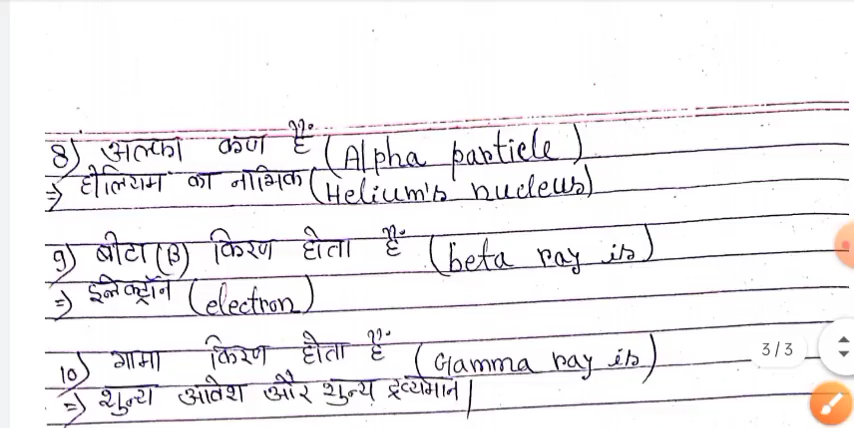 8) अल्फा कण है (Alpha particle)
⇒ हीलियम का नाभिक (Helium's nucleus)
9) बीटा (β) किरण होता है (beta ray is)
⇒ इलेक्ट्रॉन (electron)
10) गामा किरण होता है (Gamma ray is)
⇒ शुन्य आवेश और शुन्य द्रव्यमान|
3/3